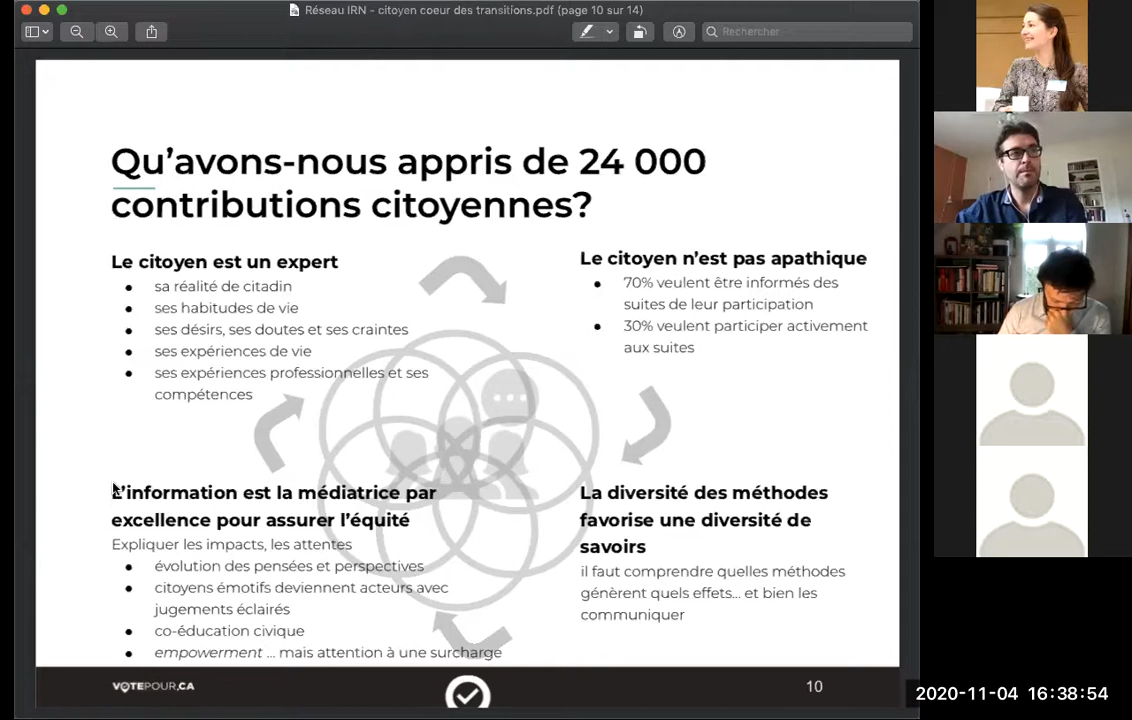 Réseau IRN - citoyen coeur des transitions.pdf (page 10 sur 14)
Rechercher
Qu'avons-nous appris de 24 000
contributions citoyennes?
Le citoyen est un expert
sa réalité de citadin
ses habitudes de vie
ses désirs, ses doutes et ses craintes
ses expériences de vie
ses expériences professionnelles et ses
compétences
Le citoyen n'est pas apathique
70% veulent être informés des
suites de leur participation
30% veulent participer activement
aux suites
L'information est la médiatrice par
excellence pour assurer l'équité
Expliquer les impacts, les attentes
évolution des pensées et perspectives
citoyens émotifs deviennent acteurs avec
jugements éclairés
co-éducation civique
empowerment ... mais attention à une surcharge
La diversité des méthodes
favorise une diversité de
savoirs
il faut comprendre quelles méthodes
génèrent quels effets... et bien les
communiquer
VOTEPOUR.CA
10
2020-11-04 16:38:54